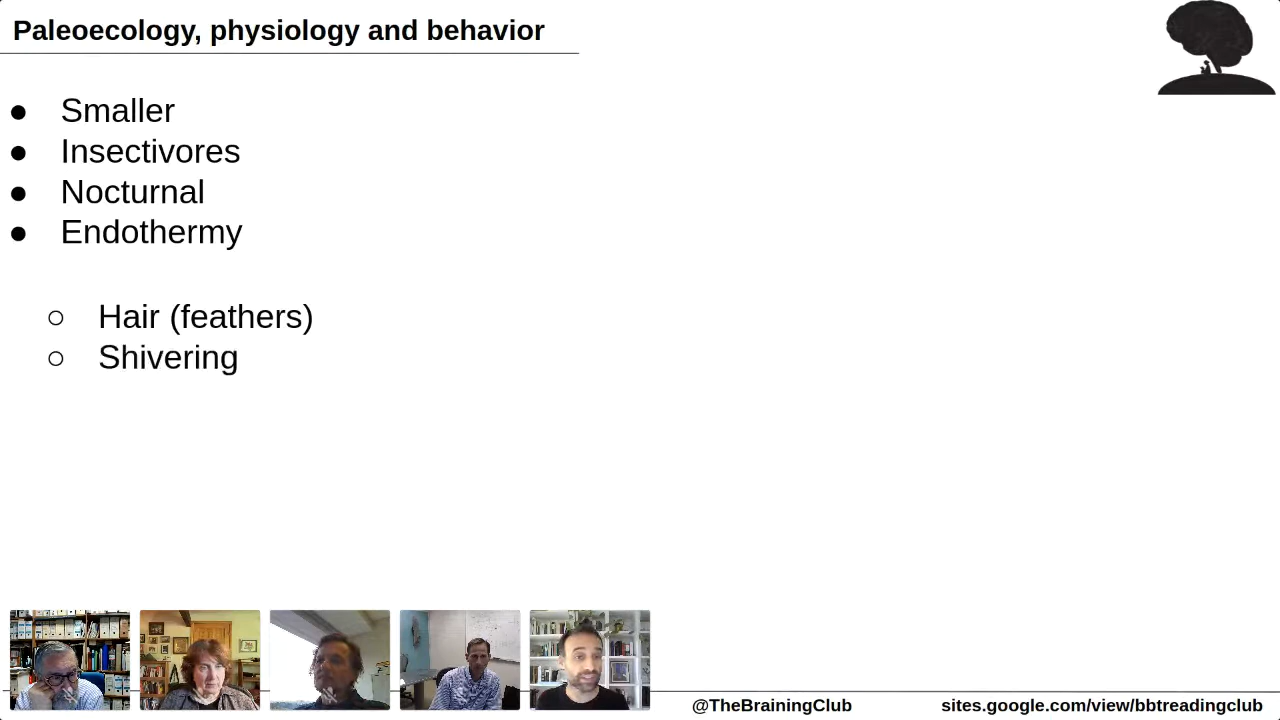 Paleoecology, physiology and behavior
● Smaller
● Insectivores
● Nocturnal
● Endothermy
○ Hair (feathers)
○ Shivering
@TheBrainingClub
sites.google.com/view/bbtreadingclub